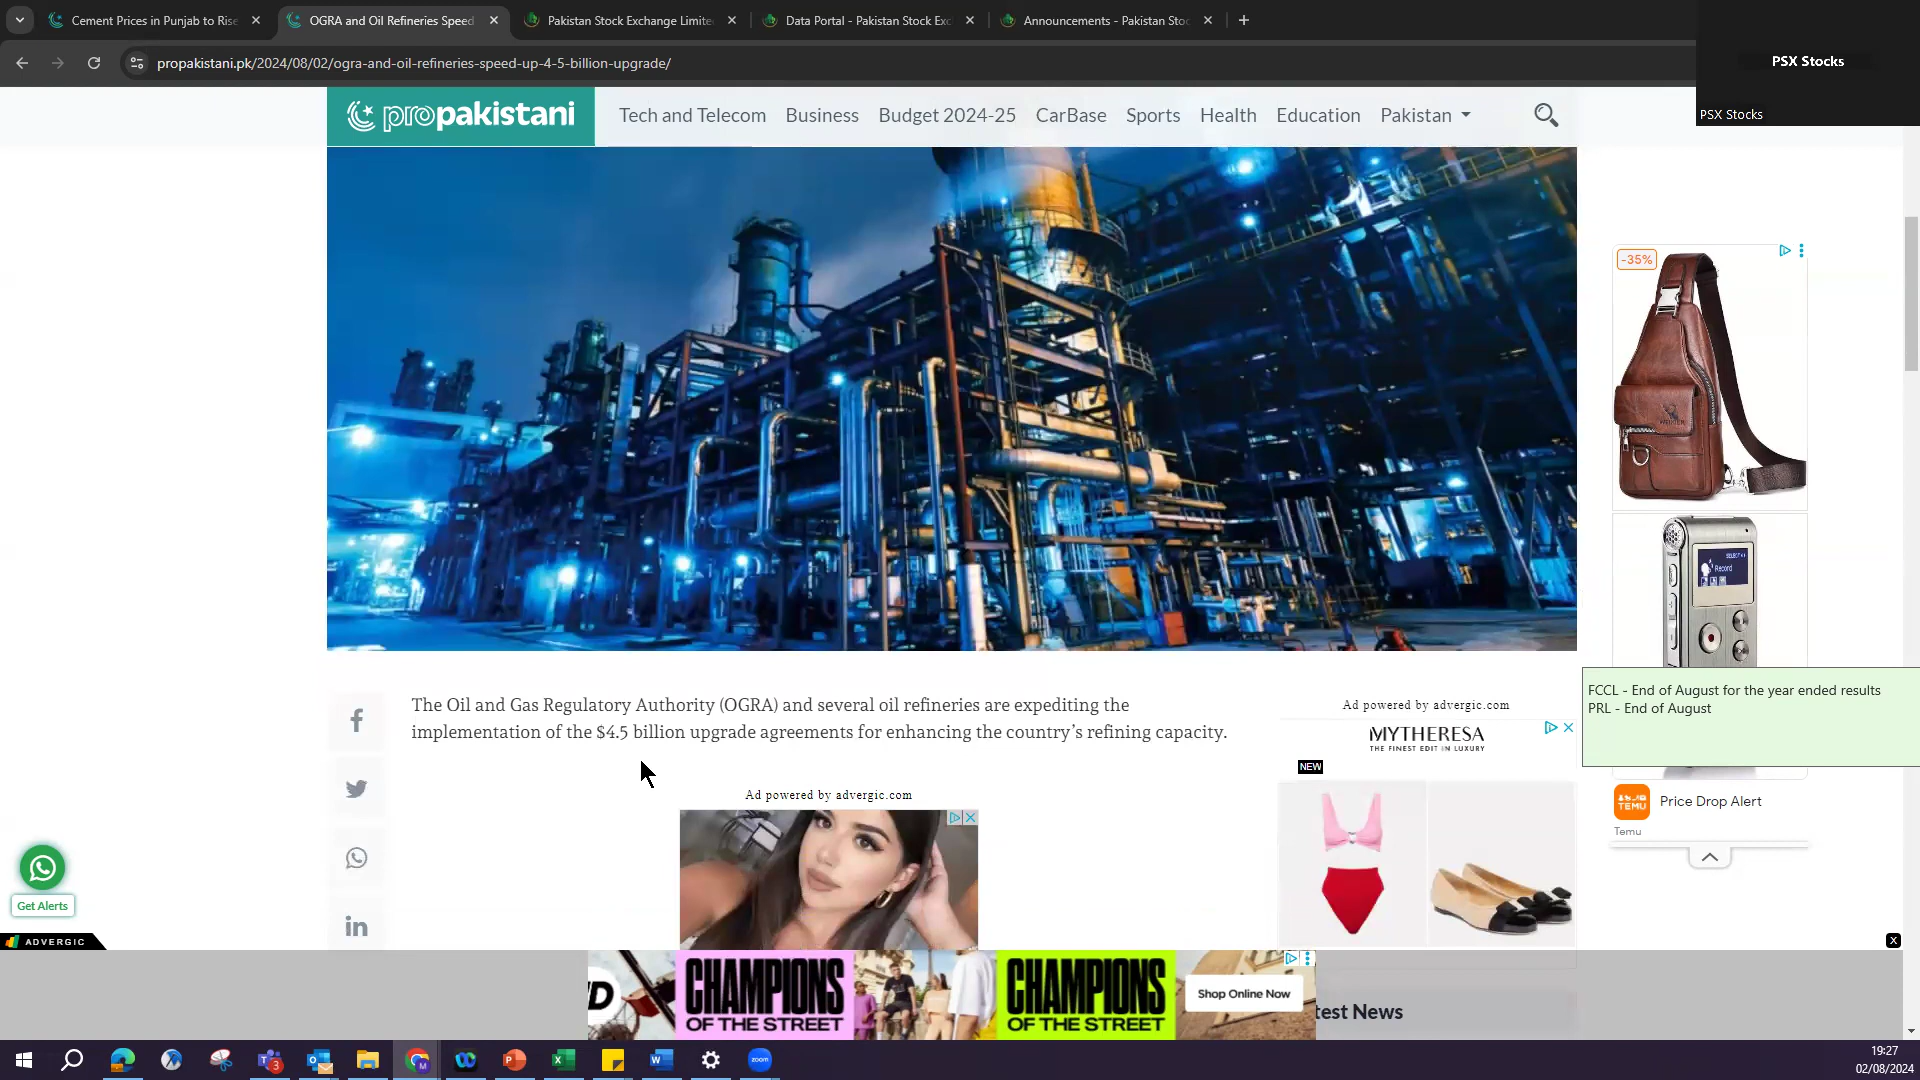 Cement Prices in Punjab to Rise
OGRA and Oil Refineries Speed
Pakistan Stock Exchange Limite
Data Portal - Pakistan Stock Exc
Announcements - Pakistan Stoc
propakistani.pk/2024/08/02/ogra-and-oil-refineries-speed-up-4-5-billion-upgrade/
PSX Stocks
PSX Stocks
propakistani
Tech and Telecom
Business
Budget 2024-25
CarBase
Sports
Health
Education
Pakistan
-35%
Record
FCCL - End of August for the year ended results
PRL - End of August
The Oil and Gas Regulatory Authority (OGRA) and several oil refineries are expediting the
implementation of the $4.5 billion upgrade agreements for enhancing the country's refining capacity.
Ad powered by advergic.com
MYTHERESA
THE FINEST EDIT IN LUXURY
NEW
Ad powered by advergic.com
TEMU
Price Drop Alert
Temu
Get Alerts
ADVERGIC
X
CHAMPIONS
OF THE STREET
CHAMPIONS
OF THE STREET
Shop Online Now
test News
3
zoom
19:27
02/08/2024